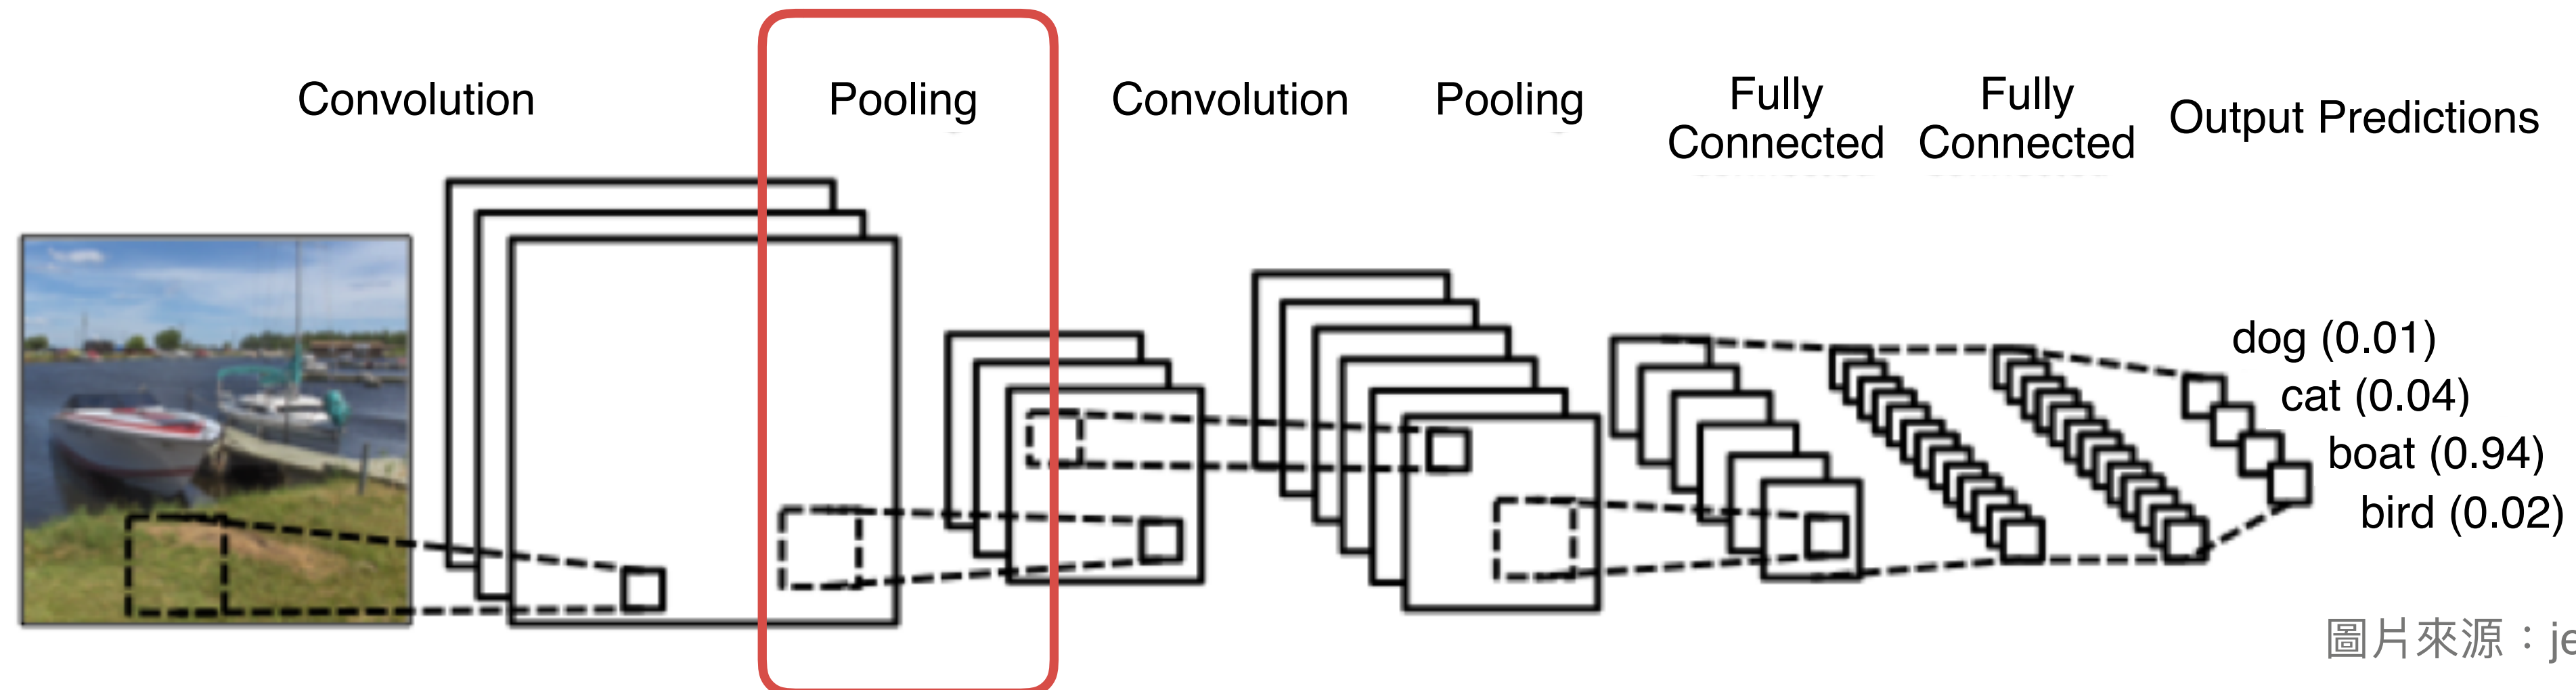 Convolution
Pooling
Convolution
Pooling
Fully
Connected
Fully
Connected
Output Predictions
dog (0.01)
cat (0.04)
boat (0.94)
bird (0.02)
圖片來源：je